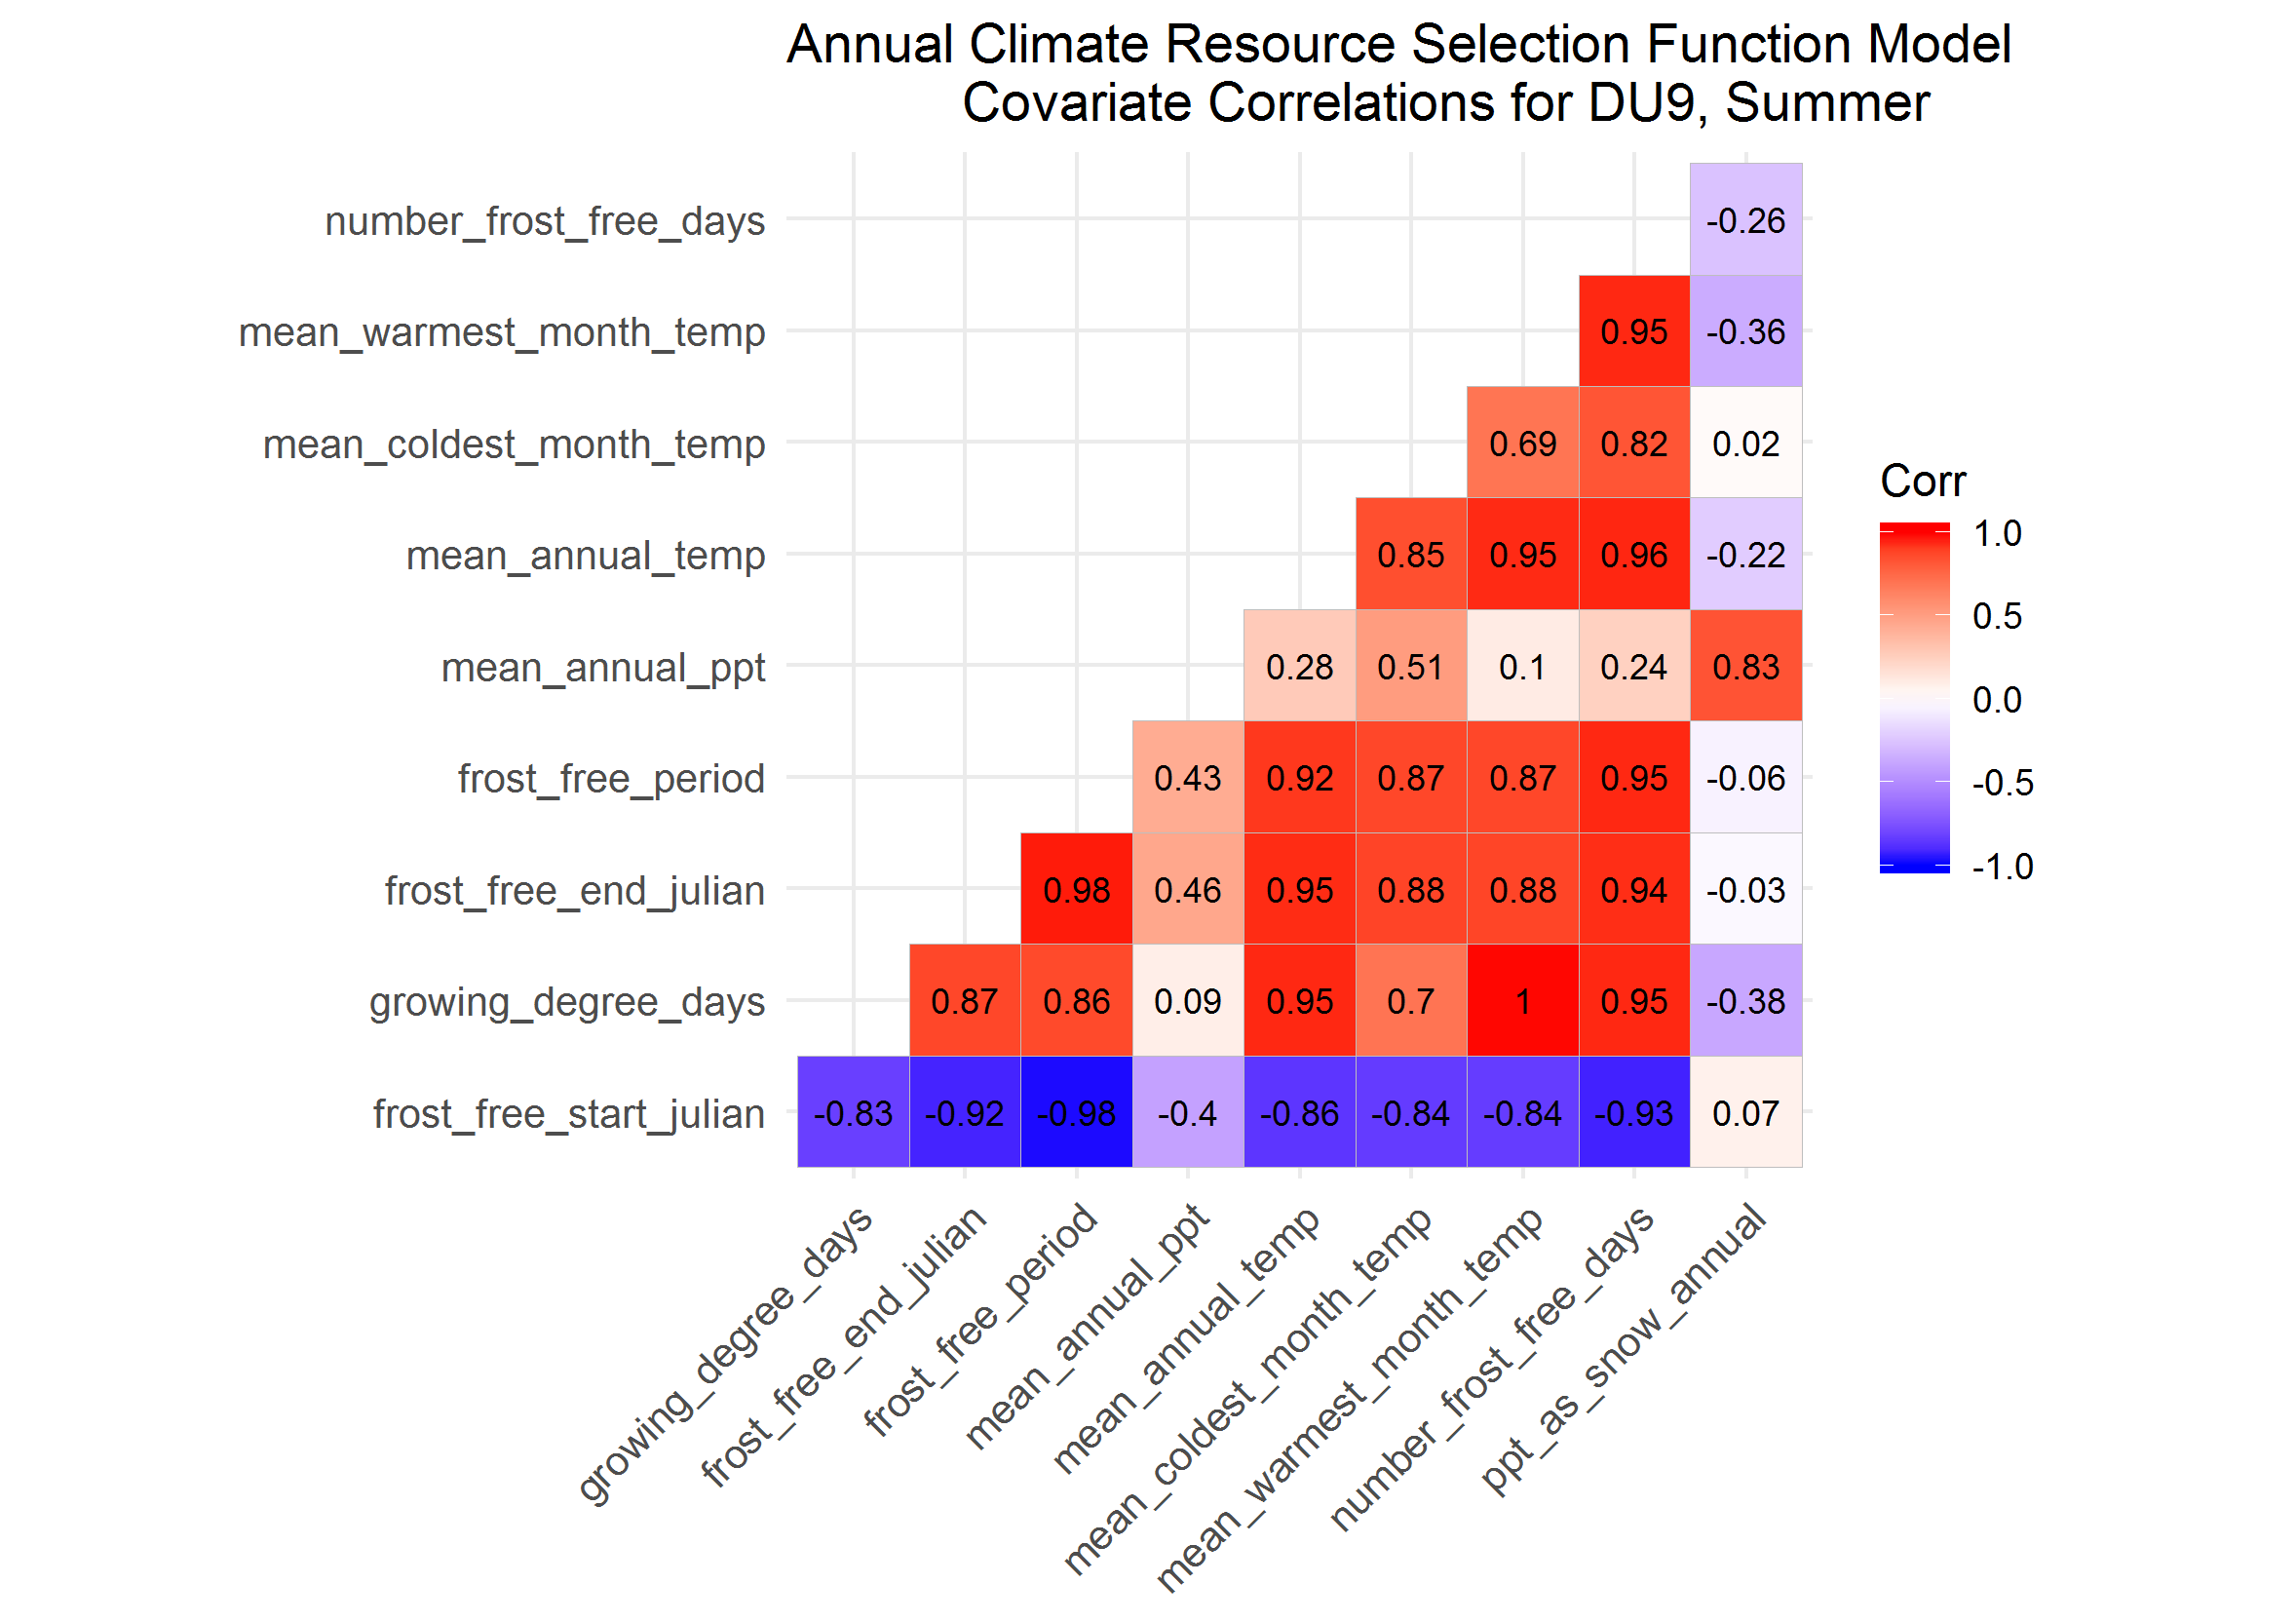 Annual Climate Resource Selection Function Model
Covariate Correlations for DU9, Summer
number_frost_free_days -0.26
mean_warmest_month_temp 0.95 -0.36
mean_coldest_month_temp 0.69 0.82 0.02
mean_annual_temp 0.85 0.95 0.96 -0.22
mean_annual_ppt 0.28 0.51 0.1 0.24 0.83
frost_free_period 0.43 0.92 0.87 0.87 0.95 -0.06
frost_free_end_julian 0.98 0.46 0.95 0.88 0.88 0.94 -0.03
growing_degree_days 0.87 0.86 0.09 0.95 0.7 1 0.95 -0.38
frost_free_start_julian -0.83 -0.92 -0.98 -0.4 -0.86 -0.84 -0.84 -0.93 0.07
growing_degree_days
frost_free_end_julian
frost_free_period
mean_annual_ppt
mean_annual_temp
mean_coldest_month_temp
mean_warmest_month_temp
number_frost_free_days
ppt_as_snow_annual
Corr
1.0
0.5
0.0
-0.5
-1.0